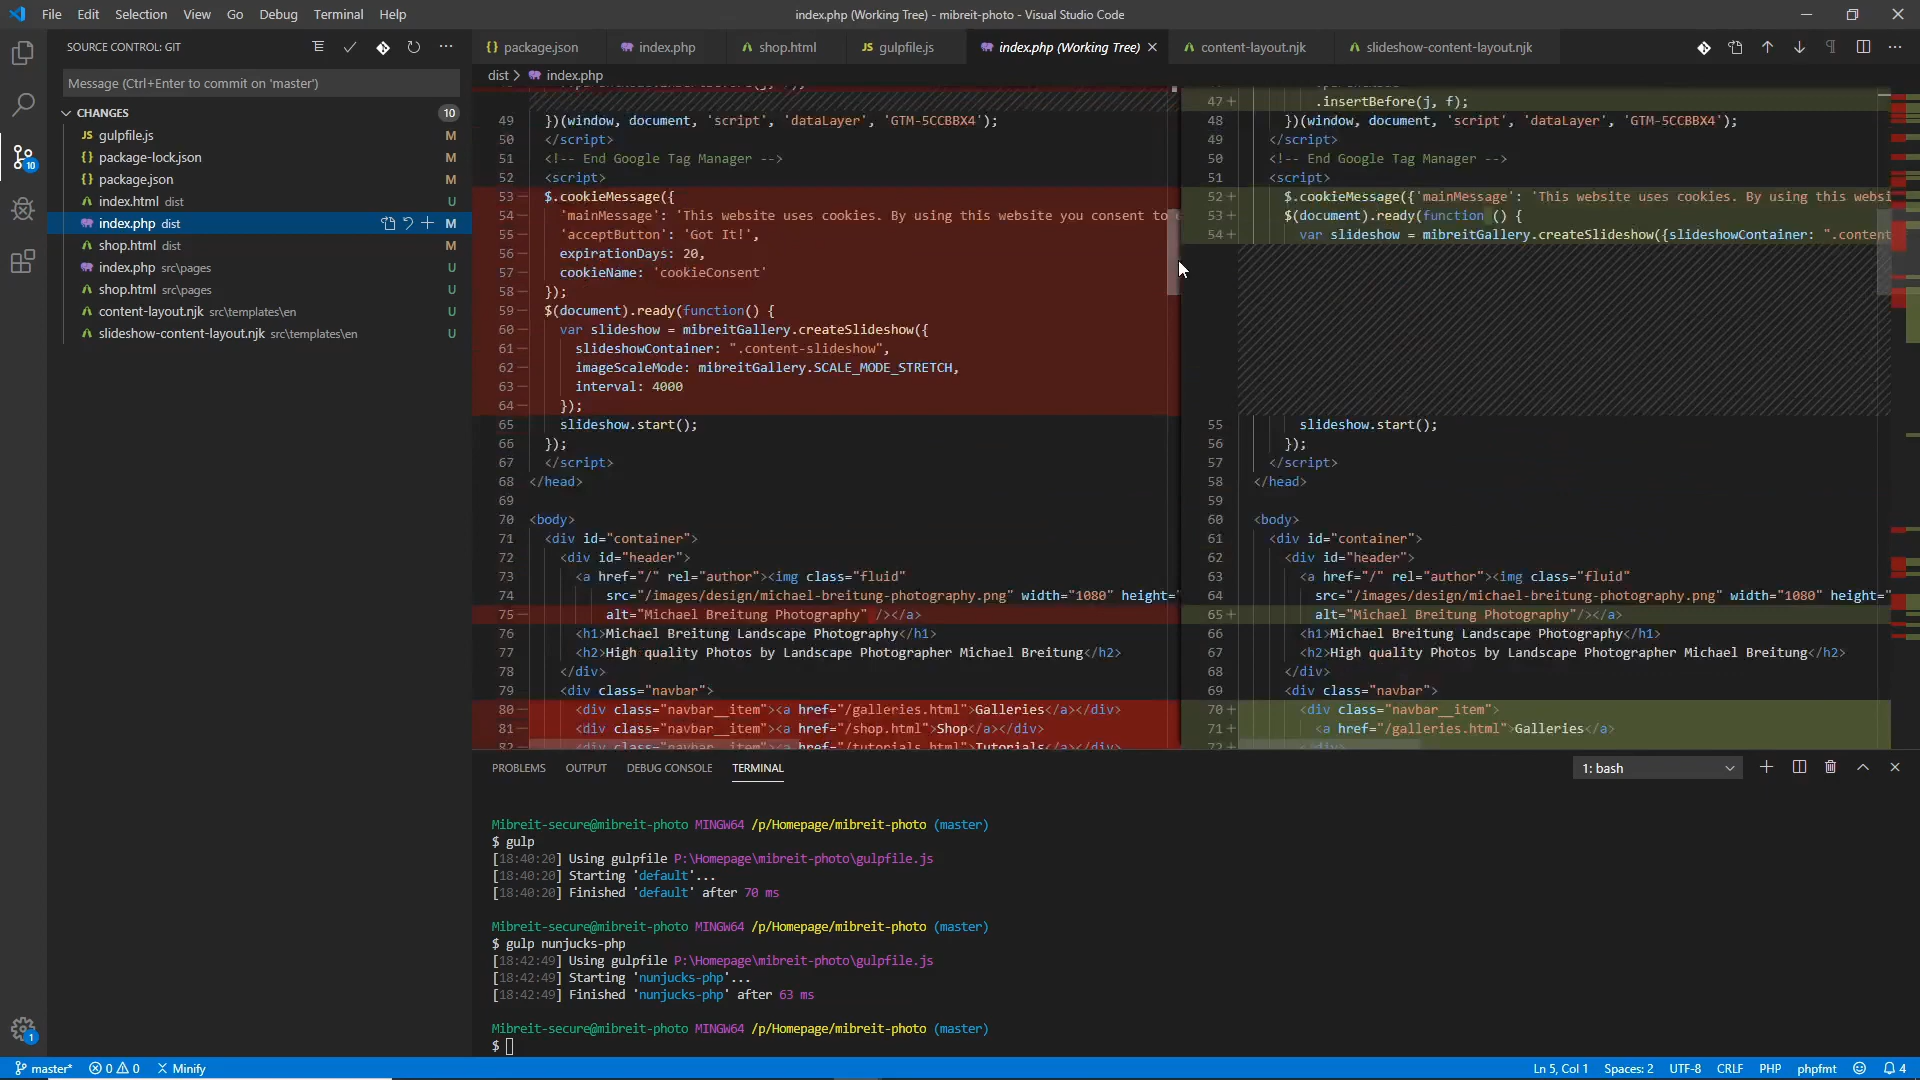 File Edit Selection View Go Debug Terminal Help
index.php (Working Tree) - mibreit-photo - Visual Studio Code
SOURCE CONTROL: GIT
Message (Ctrl+Enter to commit on 'master')
CHANGES 10
JS gulpfile.js M
{} package-lock.json M
{} package.json M
index.html dist U
index.php dist M
shop.html dist M
index.php src\pages U
shop.html src\pages U
content-layout.njk src\templates\en U
slideshow-content-layout.njk src\templates\en U
10
1
{} package.json
index.php
shop.html
JS gulpfile.js
index.php (Working Tree)
content-layout.njk
slideshow-content-layout.njk
dist > index.php
49 })(window, document, 'script', 'dataLayer', 'GTM-5CCBBX4');
50 </script>
51 <!-- End Google Tag Manager -->
52 <script>
53- $.cookieMessage({
54- 'mainMessage': 'This website uses cookies. By using this website you consent to
55- 'acceptButton': 'Got It!',
56- expirationDays: 20,
57- cookieName: 'cookieConsent'
58- });
59- $(document).ready(function() {
60- var slideshow = mibreitGallery.createSlideshow({
61- slideshowContainer: ".content-slideshow",
62- imageScaleMode: mibreitGallery.SCALE_MODE_STRETCH,
63- interval: 4000
64- });
65 slideshow.start();
66 });
67 </script>
68 </head>
69
70 <body>
71 <div id="container">
72 <div id="header">
73 <a href="/" rel="author"><img class="fluid"
74 src="/images/design/michael-breitung-photography.png" width="1080" height="
75- alt="Michael Breitung Photography" /></a>
76 <h1>Michael Breitung Landscape Photography</h1>
77 <h2>High quality Photos by Landscape Photographer Michael Breitung</h2>
78 </div>
79 <div class="navbar">
80- <div class="navbar__item"><a href="/galleries.html">Galleries</a></div>
81- <div class="navbar__item"><a href="/shop.html">Shop</a></div>
82- <div class="navbar__item"><a href="/tutorials.html">Tutorials</a></div>
47+ .insertBefore(j, f);
48 })(window, document, 'script', 'dataLayer', 'GTM-5CCBBX4');
49 </script>
50 <!-- End Google Tag Manager -->
51 <script>
52+ $.cookieMessage({'mainMessage': 'This website uses cookies. By using this websi
53+ $(document).ready(function () {
54+ var slideshow = mibreitGallery.createSlideshow({slideshowContainer: ".content
55 slideshow.start();
56 });
57 </script>
58 </head>
59
60 <body>
61 <div id="container">
62 <div id="header">
63 <a href="/" rel="author"><img class="fluid"
64 src="/images/design/michael-breitung-photography.png" width="1080" height="
65+ alt="Michael Breitung Photography"/></a>
66 <h1>Michael Breitung Landscape Photography</h1>
67 <h2>High quality Photos by Landscape Photographer Michael Breitung</h2>
68 </div>
69 <div class="navbar">
70+ <div class="navbar__item">
71+ <a href="/galleries.html">Galleries</a>
72+ </div>
PROBLEMS OUTPUT DEBUG CONSOLE TERMINAL 1: bash
Mibreit-secure@mibreit-photo MINGW64 /p/Homepage/mibreit-photo (master)
$ gulp
[18:40:20] Using gulpfile P:\Homepage\mibreit-photo\gulpfile.js
[18:40:20] Starting 'default'...
[18:40:20] Finished 'default' after 70 ms
Mibreit-secure@mibreit-photo MINGW64 /p/Homepage/mibreit-photo (master)
$ gulp nunjucks-php
[18:42:49] Using gulpfile P:\Homepage\mibreit-photo\gulpfile.js
[18:42:49] Starting 'nunjucks-php'...
[18:42:49] Finished 'nunjucks-php' after 63 ms
Mibreit-secure@mibreit-photo MINGW64 /p/Homepage/mibreit-photo (master)
$
master* 0 0 Minify
Ln 5, Col 1 Spaces: 2 UTF-8 CRLF PHP phpfmt 4